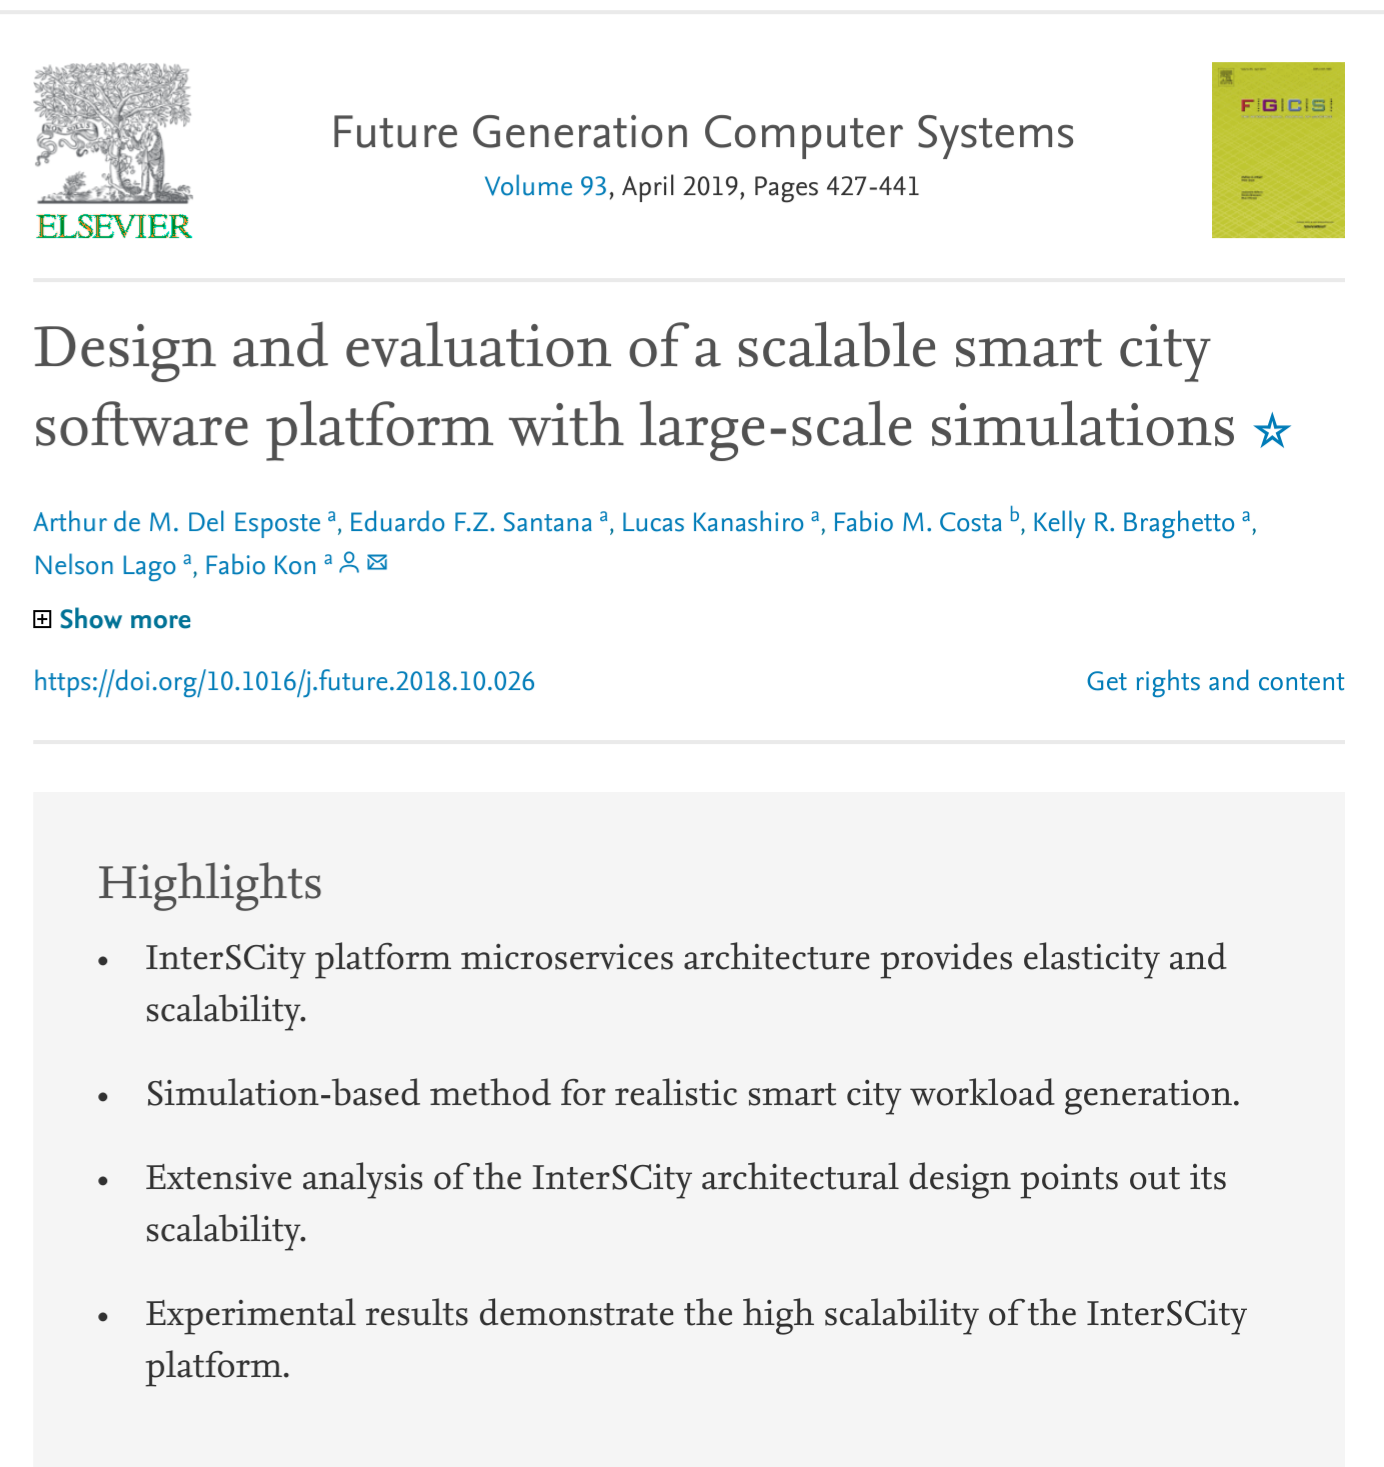 ELSEVIER
Future Generation Computer Systems
Volume 93, April 2019, Pages 427-441
FGCS
Design and evaluation of a scalable smart city
software platform with large-scale simulations ☆
Arthur de M. Del Esposte a, Eduardo F.Z. Santana a, Lucas Kanashiro a, Fabio M. Costa b, Kelly R. Braghetto a,
Nelson Lago a, Fabio Kon a
Show more
https://doi.org/10.1016/j.future.2018.10.026
Get rights and content
Highlights
• InterSCity platform microservices architecture provides elasticity and
scalability.
• Simulation-based method for realistic smart city workload generation.
• Extensive analysis of the InterSCity architectural design points out its
scalability.
• Experimental results demonstrate the high scalability of the InterSCity
platform.